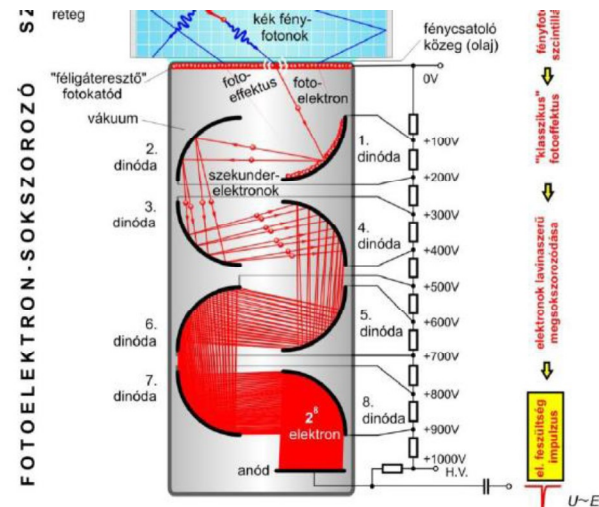 FOTOELEKTRON-SOKSZOROZÓ
reteg
kék fény-
fotonok
fénycsatoló
közeg (olaj)
0V
"féligáteresztő"
fotokatód
foto-
effektus
foto-
elektron
vákuum
2.
dinóda
1.
dinóda
szekunder-
elektronok
3.
dinóda
4.
dinóda
5.
dinóda
6.
dinóda
7.
dinóda
8.
dinóda
2⁸
elektron
anód
+100V
+200V
+300V
+400V
+500V
+600V
+700V
+800V
+900V
+1000V
H.V.
"klasszikus"
fotoeffektus
elektronok lavinaszerű
megsokszorozódása
el. feszültség
impulzus
U~E